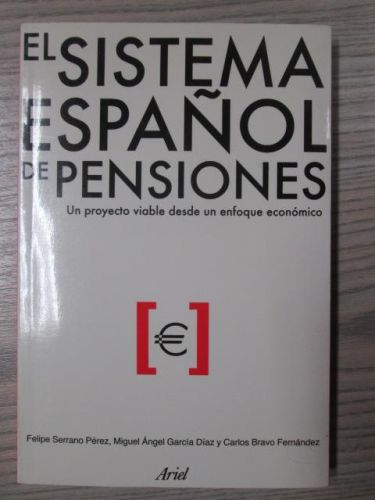 EL SISTEMA
ESPAÑOL
DE PENSIONES
Un proyecto viable desde un enfoque económico
[€]
Felipe Serrano Pérez, Miguel Ángel García Díaz y Carlos Bravo Fernández
Ariel